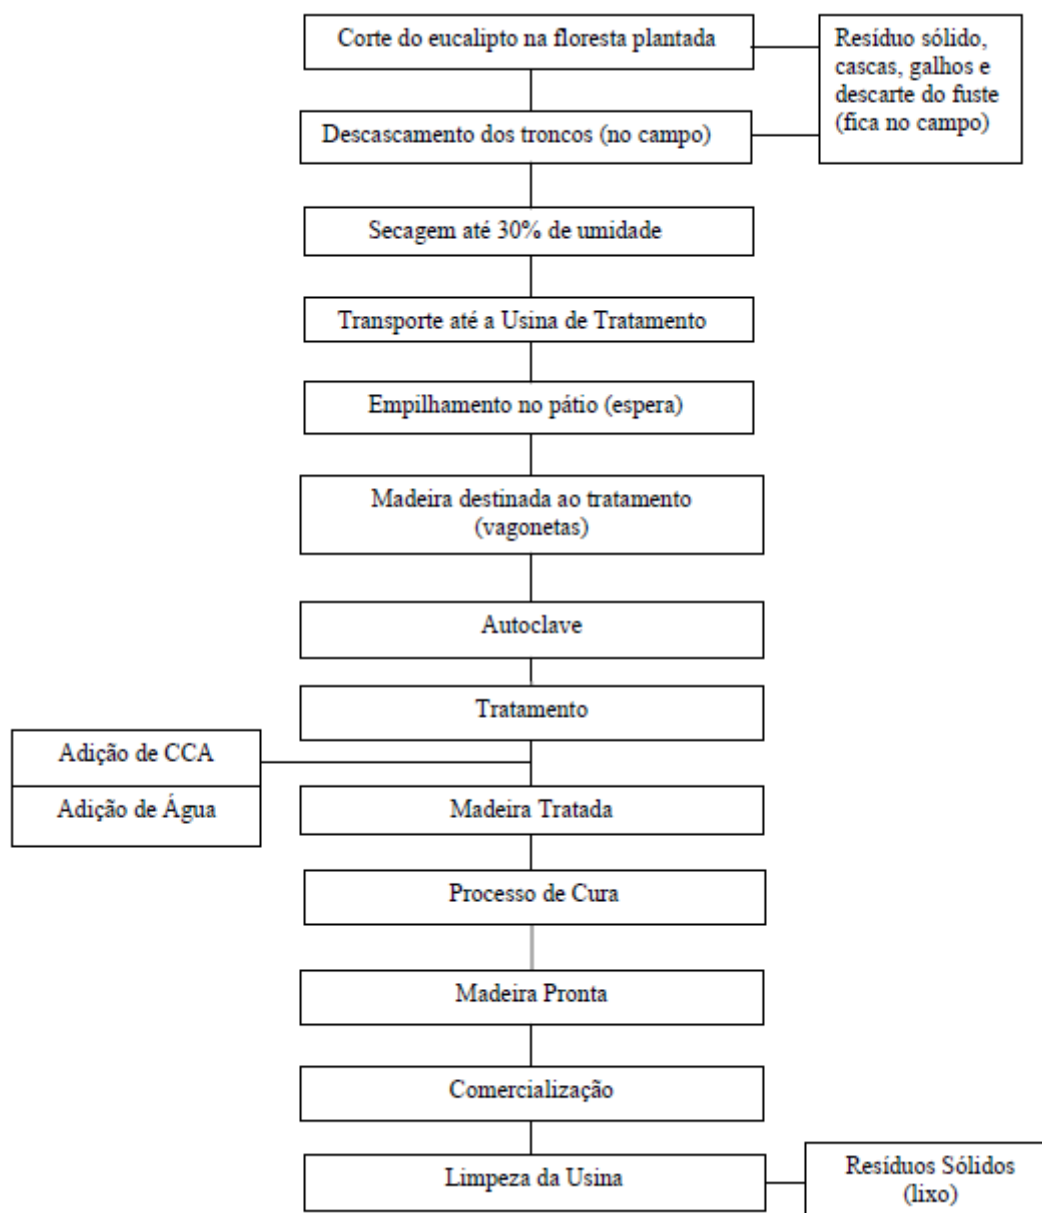 Corte do eucalipto na floresta plantada
Resíduo sólido,
cascas, galhos e
descarte do fuste
(fica no campo)
Descascamento dos troncos (no campo)
Secagem até 30% de umidade
Transporte até a Usina de Tratamento
Empilhamento no pátio (espera)
Madeira destinada ao tratamento
(vagonetas)
Autoclave
Tratamento
Adição de CCA
Adição de Água
Madeira Tratada
Processo de Cura
Madeira Pronta
Comercialização
Limpeza da Usina
Resíduos Sólidos
(lixo)